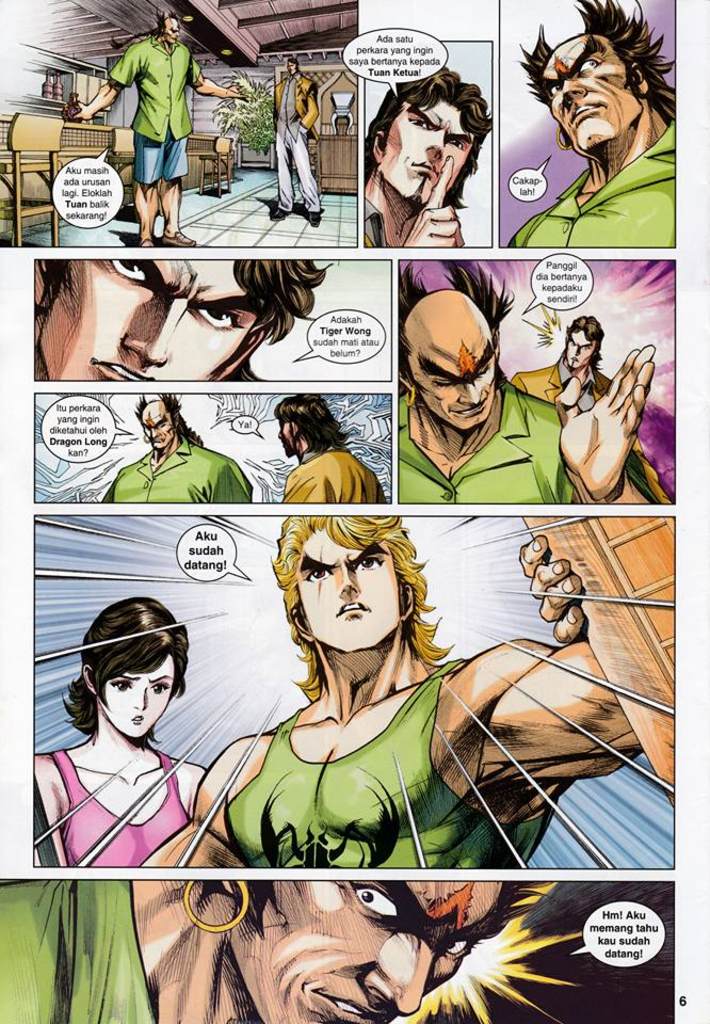 Aku masih
ada urusan
lagi. Eloklah
Tuan balik
sekarang!
Ada satu
perkara yang ingin
saya bertanya kepada
Tuan Ketua!
Cakap-
lah!
Adakah
Tiger Wong
sudah mati atau
belum?
Panggil
dia bertanya
kepadaku
sendiri!
Itu perkara
yang ingin
diketahui oleh
Dragon Long
kan?
Ya!
Aku
sudah
datang!
Hm! Aku
memang tahu
kau sudah
datang!
6